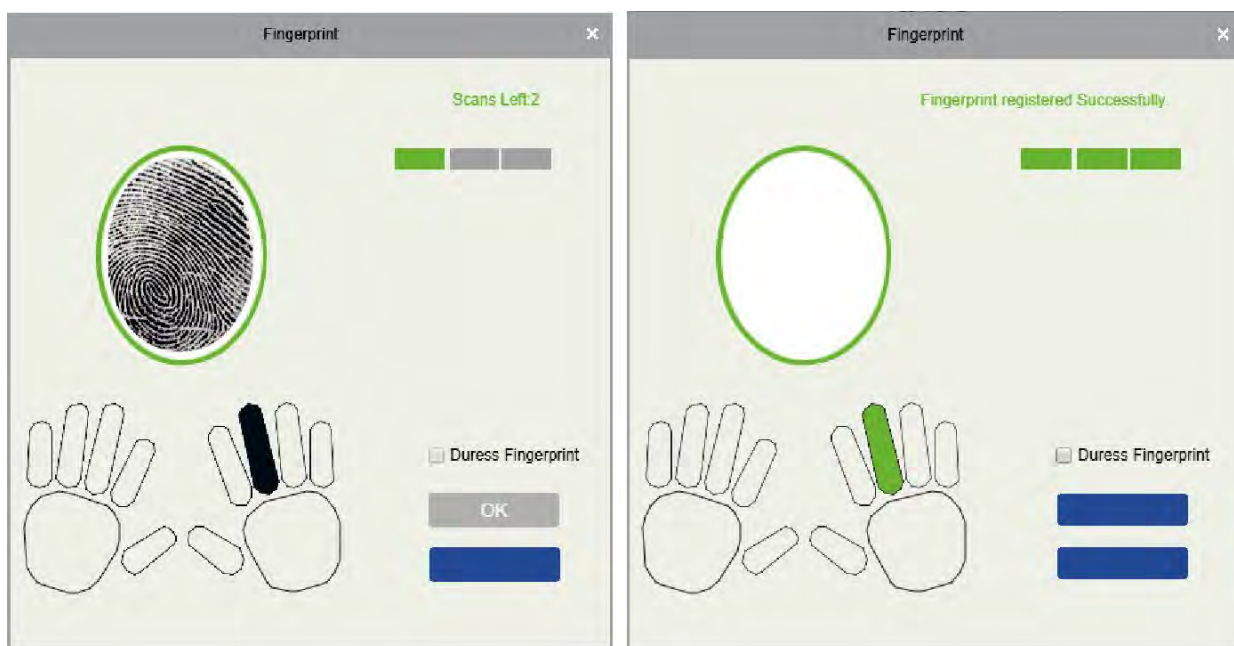 Fingerprint
Scans Left:2
Duress Fingerprint
OK
Fingerprint
Fingerprint registered Successfully.
Duress Fingerprint